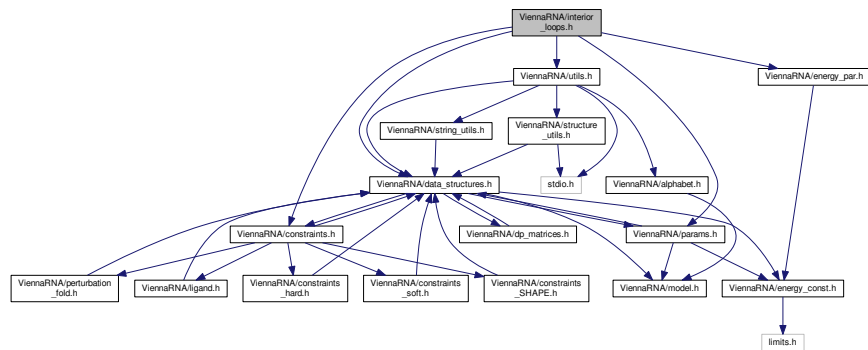 ViennaRNA/interior
_loops.h
ViennaRNA/utils.h
ViennaRNA/energy_par.h
ViennaRNA/string_utils.h
ViennaRNA/structure
_utils.h
ViennaRNA/data_structures.h
stdio.h
ViennaRNA/alphabet.h
ViennaRNA/constraints.h
ViennaRNA/dp_matrices.h
ViennaRNA/params.h
ViennaRNA/perturbation
_fold.h
ViennaRNA/ligand.h
ViennaRNA/constraints
_hard.h
ViennaRNA/constraints
_soft.h
ViennaRNA/constraints
_SHAPE.h
ViennaRNA/model.h
ViennaRNA/energy_const.h
limits.h